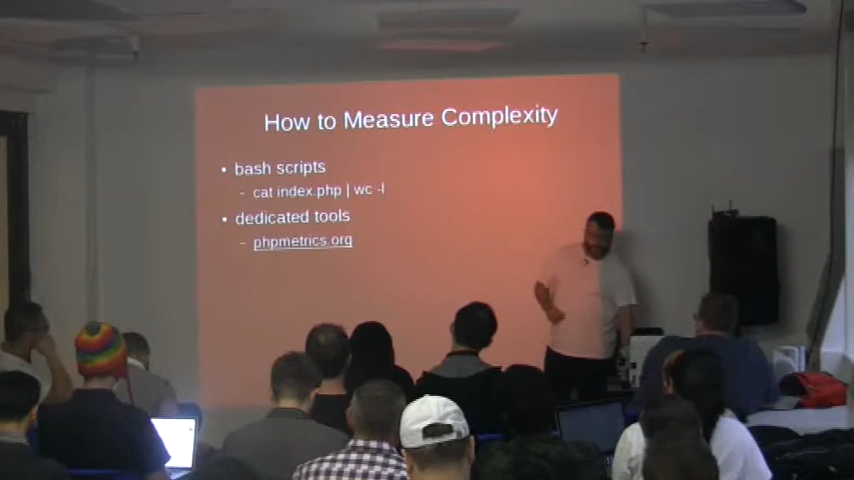 How to Measure Complexity
• bash scripts
– cat index.php | wc -l
• dedicated tools
– phpmetrics.org